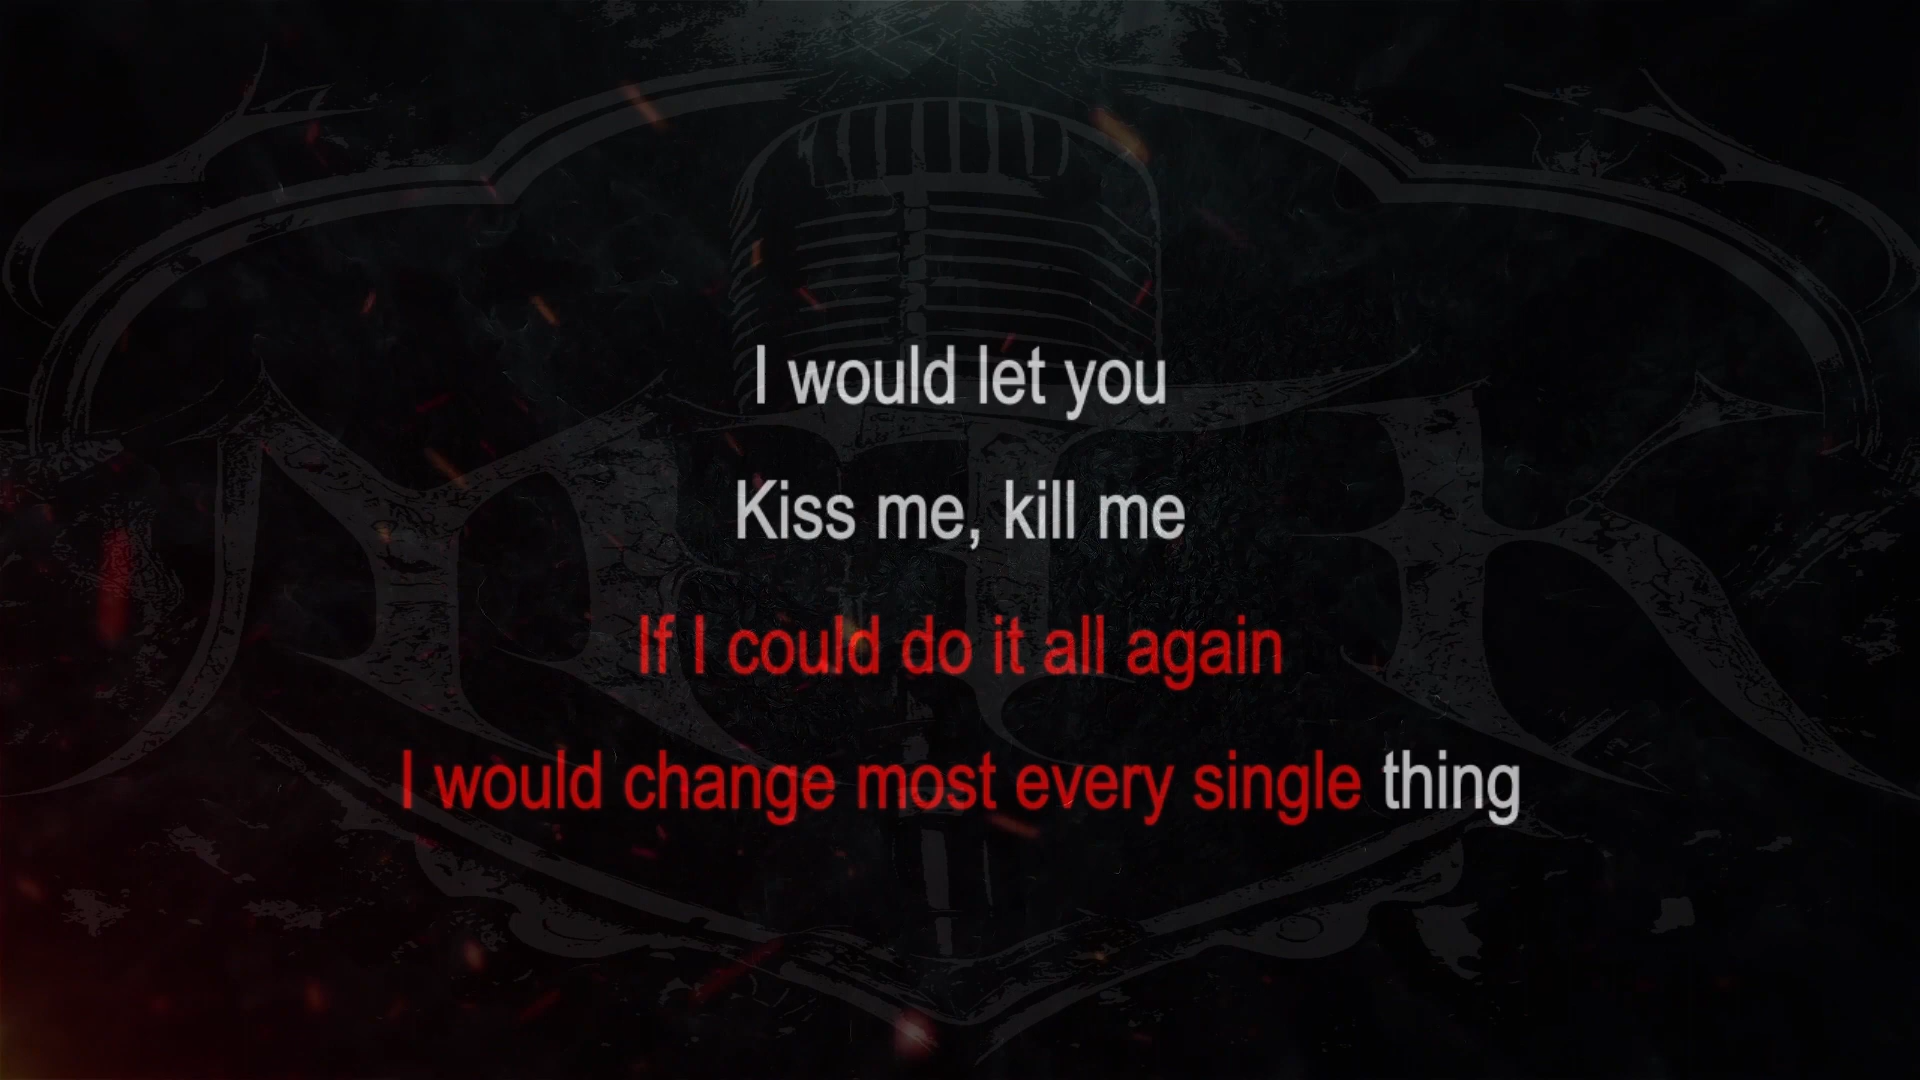 I would let you
Kiss me, kill me
If I could do it all again
I would change most every single thing
MTK